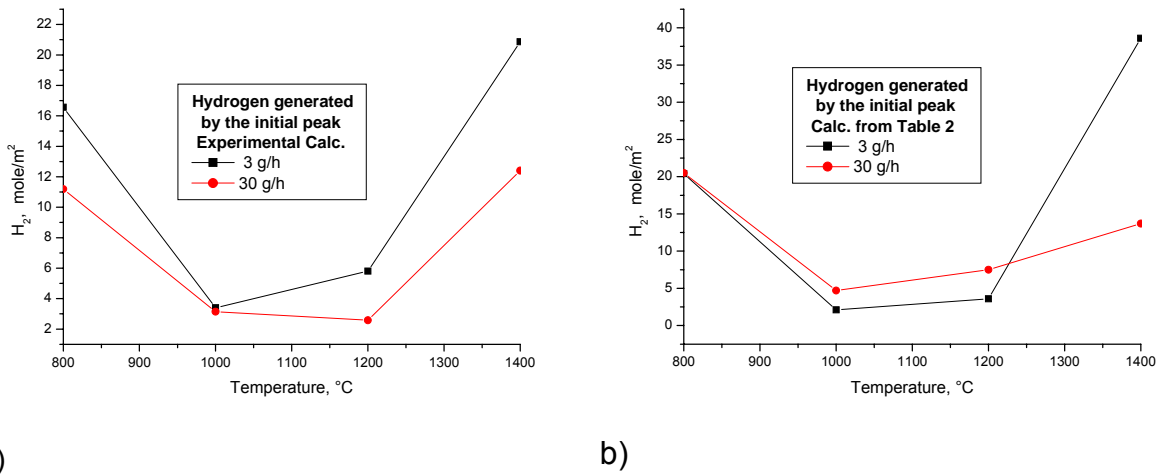 22
20
18
16
14
12
10
8
6
4
2
H2, mole/m2
Hydrogen generated
by the initial peak
Experimental Calc.
3 g/h
30 g/h
800 900 1000 1100 1200 1300 1400
Temperature, °C
)
40
35
30
25
20
15
10
5
0
H2, mole/m2
Hydrogen generated
by the initial peak
Calc. from Table 2
3 g/h
30 g/h
800 900 1000 1100 1200 1300 1400
Temperature, °C
b)